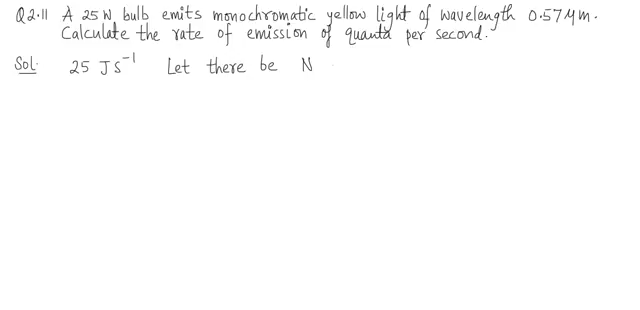 Q2.11 A 25W bulb emits monochromatic yellow light of wavelength 0.57μm.
Calculate the rate of emission of quanta per second.
Sol. 25 JS⁻¹ Let there be N